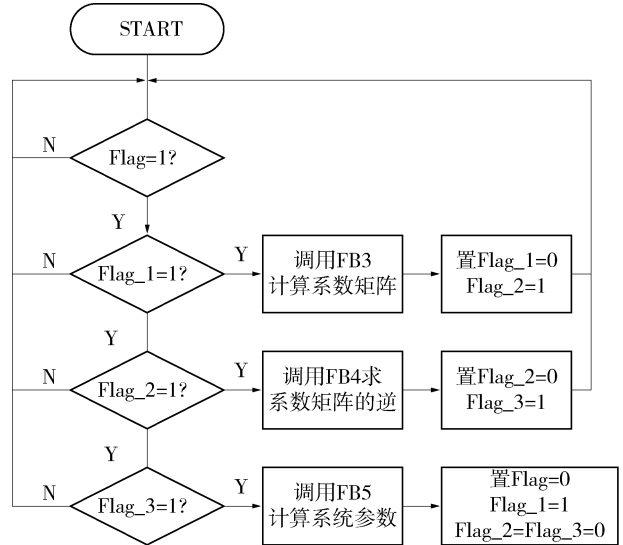 START
N
Flag=1?
Y
N
Flag_1=1?
Y
调用FB3
计算系数矩阵
置Flag_1=0
Flag_2=1
Y
N
Flag_2=1?
Y
调用FB4求
系数矩阵的逆
置Flag_2=0
Flag_3=1
Y
N
Flag_3=1?
Y
调用FB5
计算系统参数
置Flag=0
Flag_1=1
Flag_2=Flag_3=0